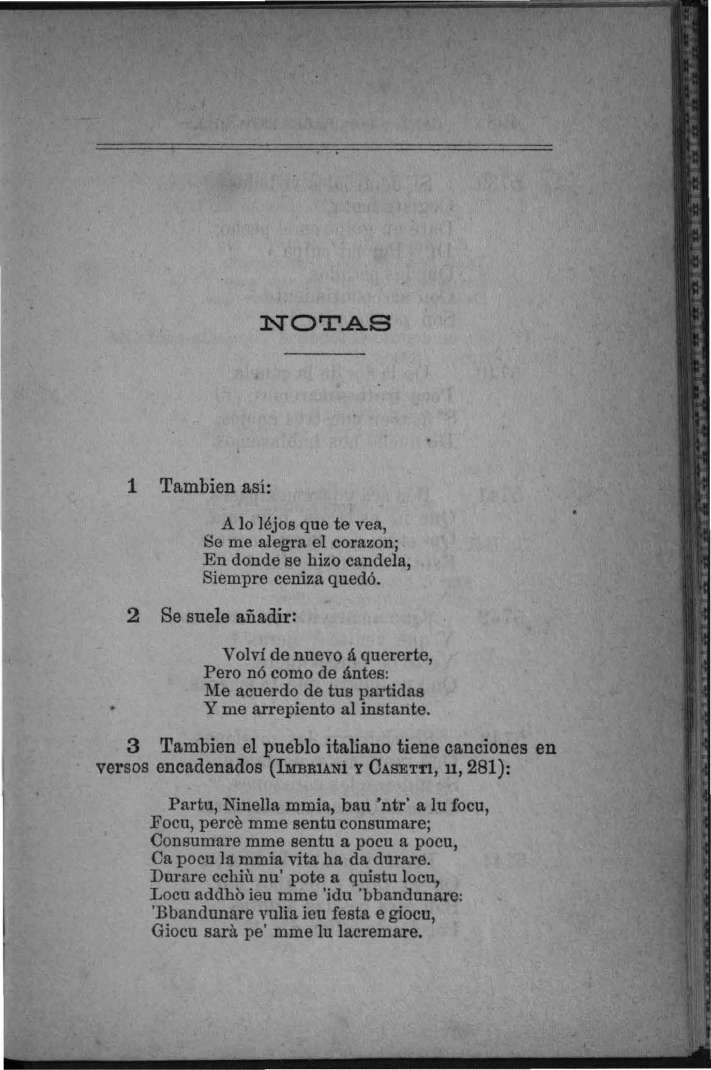 NOTAS
1 Tambien así:
A lo léjos que te vea,
Se me alegra el corazon;
En donde se hizo candela,
Siempre ceniza quedó.
2 Se suele añadir:
Volví de nuevo á quererte,
Pero nó como de ántes:
Me acuerdo de tus partidas
Y me arrepiento al instante.
3 Tambien el pueblo italiano tiene canciones en
versos encadenados (IMBRIANI Y CASETTI, II, 281):
Partu, Ninella mmia, bau 'ntr' a lu focu,
Focu, percè mme sentu consumare;
Consumare mme sentu a pocu a pocu,
Ca pocu la mmia vita ha da durare.
Durare cchiù nu' pote a quistu locu,
Locu addhò ieu mme 'idu 'bbandunare:
'Bbandunare vulia ieu festa e giocu,
Giocu sarà pe' mme lu lacremare.